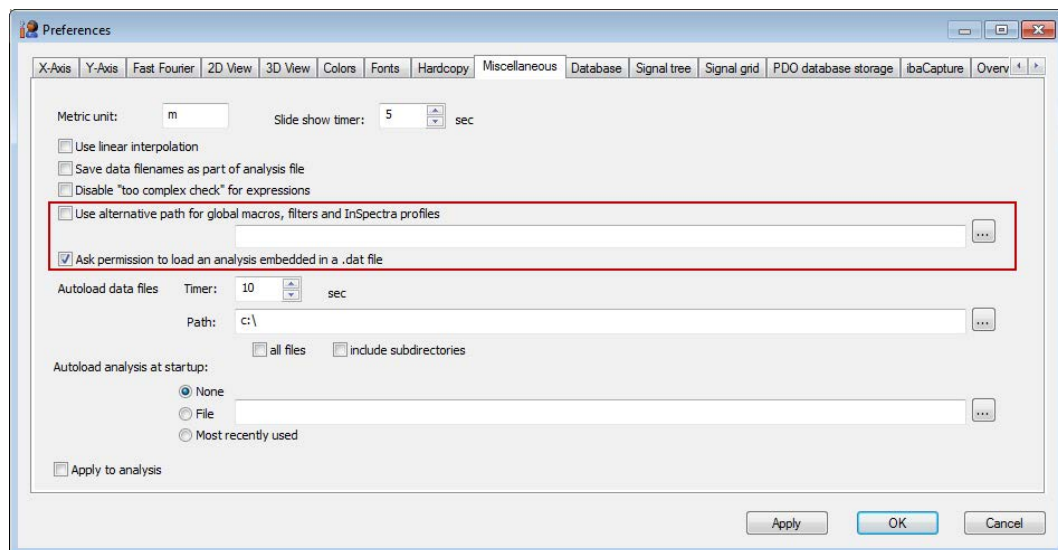 Preferences
X-Axis Y-Axis Fast Fourier 2D View 3D View Colors Fonts Hardcopy Miscellaneous Database Signal tree Signal grid PDO database storage ibaCapture Overv
Metric unit: m Slide show timer: 5 sec
Use linear interpolation
Save data filenames as part of analysis file
Disable "too complex check" for expressions
Use alternative path for global macros, filters and InSpectra profiles
...
Ask permission to load an analysis embedded in a .dat file
Autoload data files Timer: 10 sec
Path: c:\ ...
all files include subdirectories
Autoload analysis at startup:
None
File ...
Most recently used
Apply to analysis
Apply OK Cancel